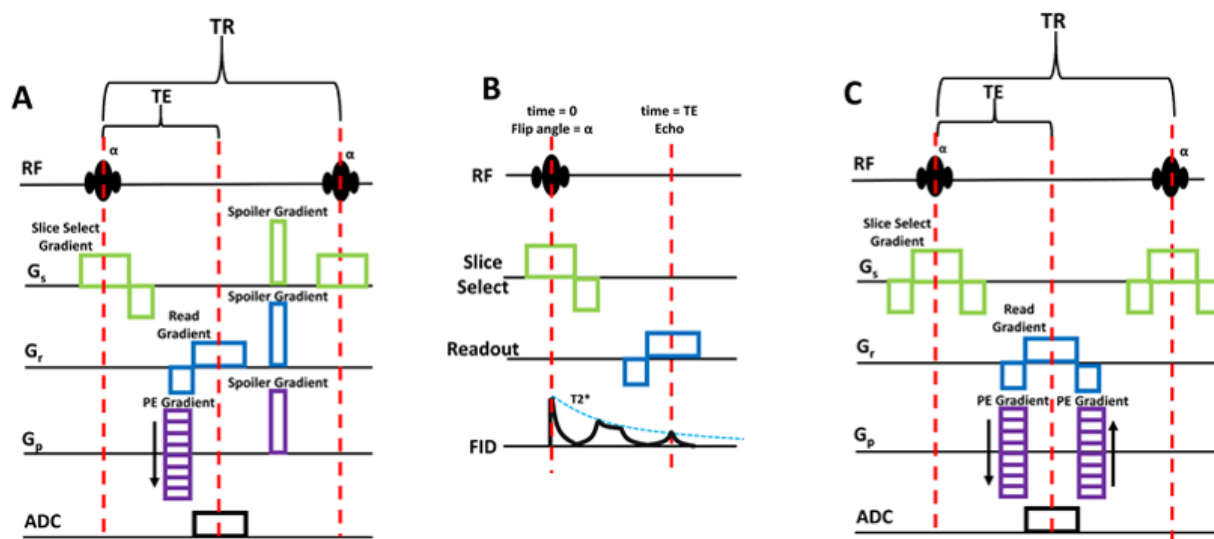 A
TR
TE
α
α
RF
Spoiler Gradient
Slice Select
Gradient
Gs
Spoiler Gradient
Read
Gradient
Gr
Spoiler Gradient
PE Gradient
Gp
ADC
B
time = 0
Flip angle = α
time = TE
Echo
RF
Slice
Select
Readout
T2*
FID
C
TR
TE
α
α
RF
Slice Select
Gradient
Gs
Read
Gradient
Gr
PE Gradient
PE Gradient
Gp
ADC